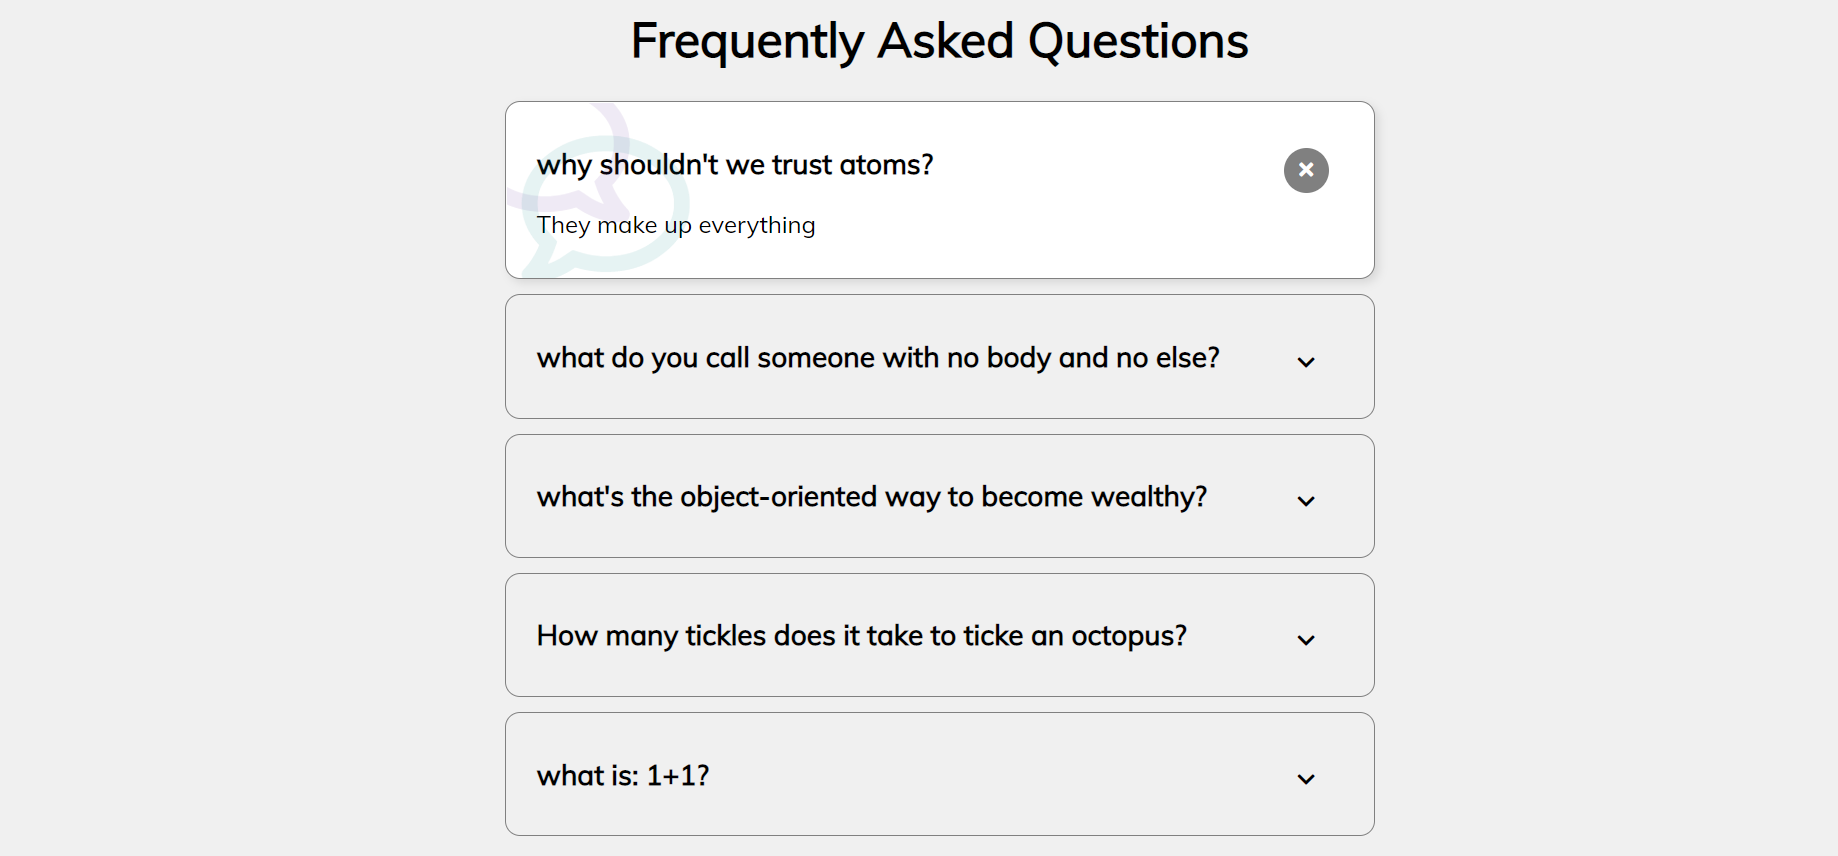 Frequently Asked Questions
why shouldn't we trust atoms?
They make up everything
what do you call someone with no body and no else?
what's the object-oriented way to become wealthy?
How many tickles does it take to ticke an octopus?
what is: 1+1?